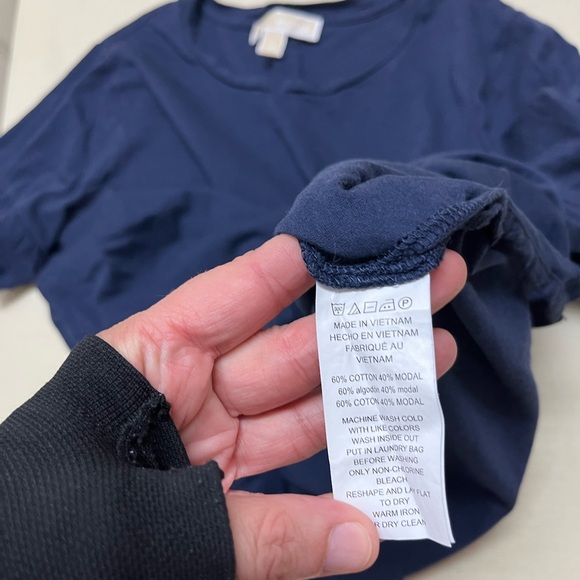 MADE IN VIETNAM
HECHO EN VIETNAM
FABRIQUÉ AU
VIETNAM
60% COTTON 40% MODAL
60% algodón 40% modal
60% COTON 40% MODAL
MACHINE WASH COLD
WITH LIKE COLORS
WASH INSIDE OUT
PUT IN LAUNDRY BAG
BEFORE WASHING
ONLY NON-CHLORINE
BLEACH
RESHAPE AND LAY FLAT
TO DRY
WARM IRON
DRY CLEAN